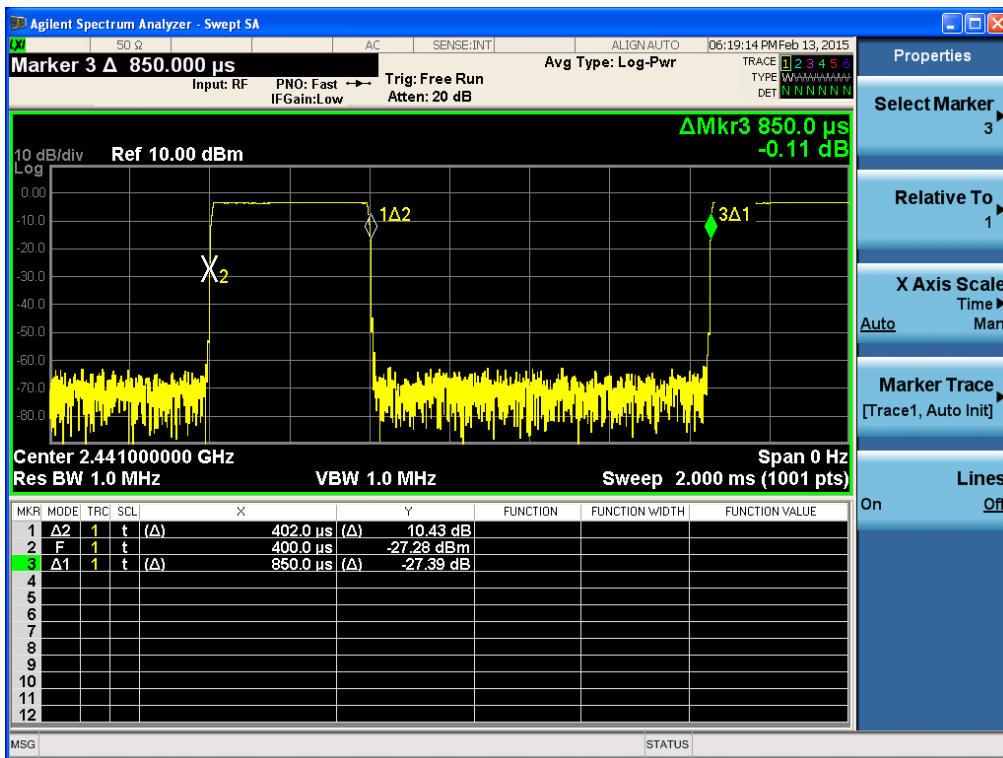 Agilent Spectrum Analyzer - Swept SA
LXI 50 Ω AC SENSE:INT ALIGNAUTO 06:19:14 PMFeb 13, 2015
Marker 3 Δ 850.000 µs
Input: RF
PNO: Fast
IFGain:Low
Trig: Free Run
Atten: 20 dB
Avg Type: Log-Pwr
TRACE 1 2 3 4 5 6
TYPE
DET N N N N N N
ΔMkr3 850.0 µs
-0.11 dB
10 dB/div Ref 10.00 dBm
Log
0.00
-10.0
-20.0
-30.0
-40.0
-50.0
-60.0
-70.0
-80.0
1Δ2
3Δ1
2
Center 2.441000000 GHz Span 0 Hz
Res BW 1.0 MHz VBW 1.0 MHz Sweep 2.000 ms (1001 pts)
MKR MODE TRC SCL X Y FUNCTION FUNCTION WIDTH FUNCTION VALUE
1 Δ2 1 t (Δ) 402.0 µs (Δ) 10.43 dB
2 F 1 t 400.0 µs -27.28 dBm
3 Δ1 1 t (Δ) 850.0 µs (Δ) -27.39 dB
4
5
6
7
8
9
10
11
12
MSG STATUS
Properties
Select Marker
3
Relative To
1
X Axis Scale
Time
Auto Man
Marker Trace
[Trace1, Auto Init]
Lines
On Off